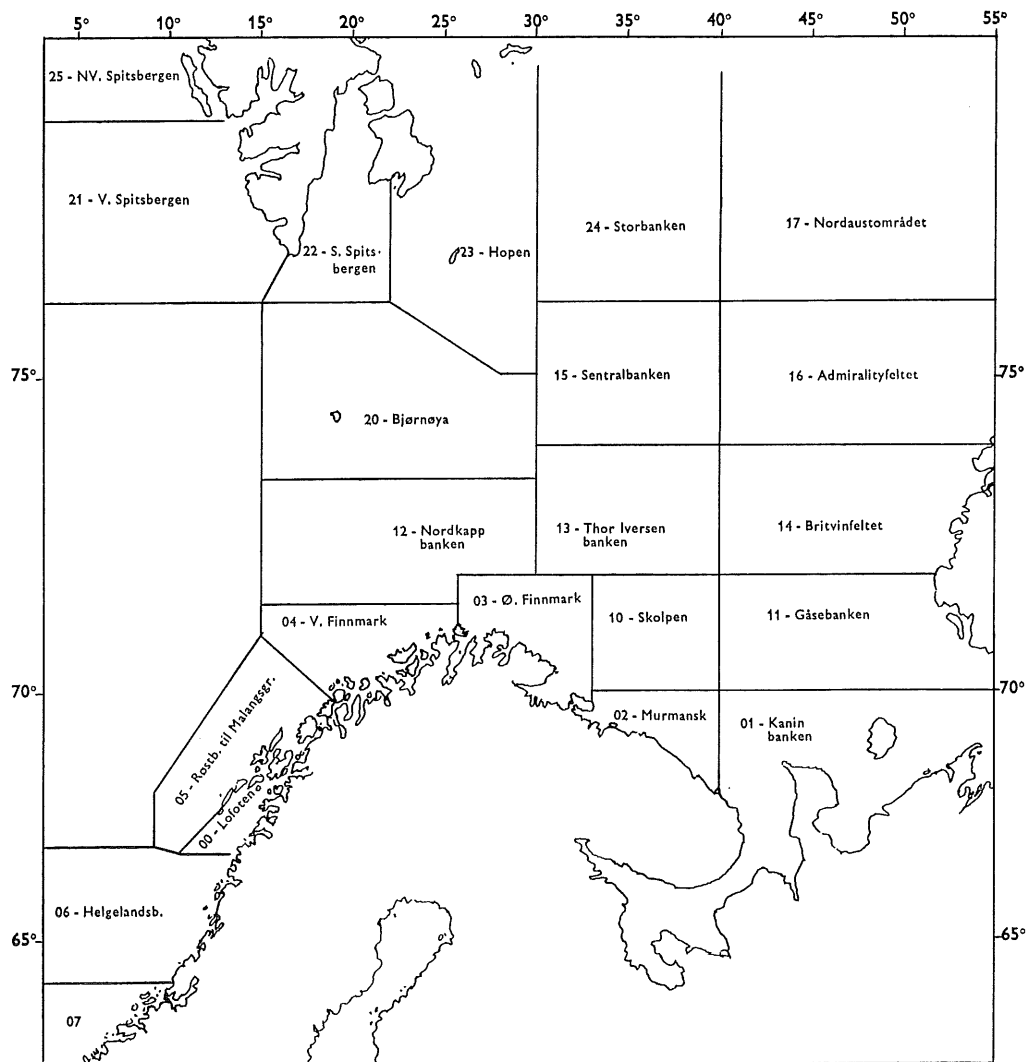 5° 10° 15° 20° 25° 30° 35° 40° 45° 50° 55°
25 - NV. Spitsbergen
21 - V. Spitsbergen
22 - S. Spits-
bergen
23 - Hopen
24 - Storbanken
17 - Nordaustområdet
75°
15 - Sentralbanken
16 - Admiralityfeltet
75°
20 - Bjørnøya
12 - Nordkapp
banken
13 - Thor Iversen
banken
14 - Britvinfeltet
04 - V. Finnmark
03 - Ø. Finnmark
10 - Skolpen
11 - Gåsebanken
70°
70°
05 - Røstb. til Malangsgr.
02 - Murmansk
01 - Kanin
banken
00 - Lofoten
06 - Helgelandsb.
65°
65°
07